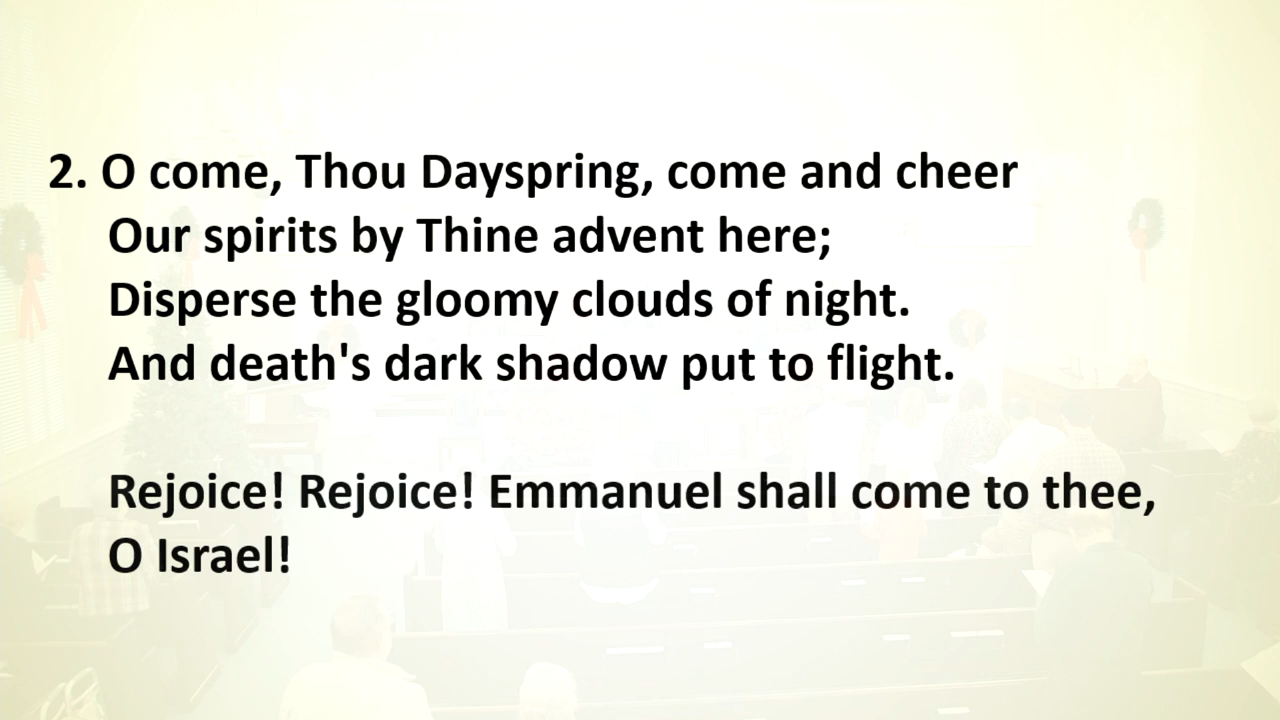 2. O come, Thou Dayspring, come and cheer
Our spirits by Thine advent here;
Disperse the gloomy clouds of night.
And death's dark shadow put to flight.
Rejoice! Rejoice! Emmanuel shall come to thee,
O Israel!